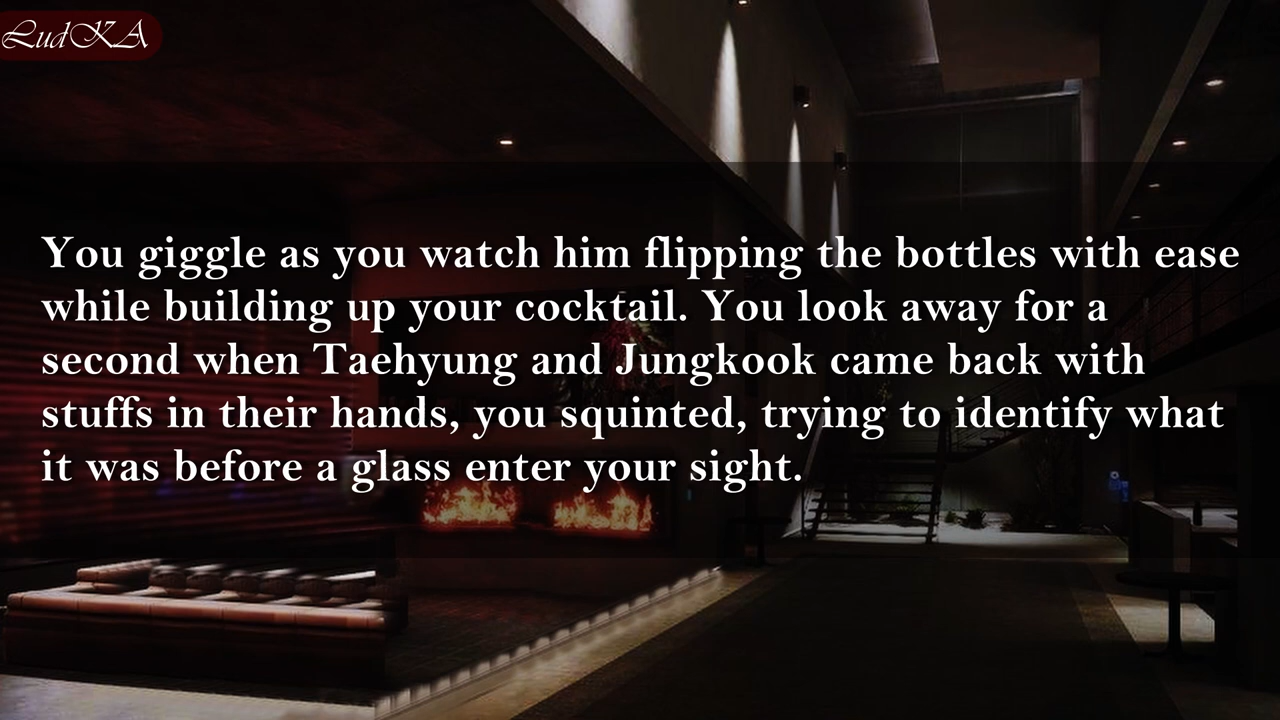 LudKA
You giggle as you watch him flipping the bottles with ease
while building up your cocktail. You look away for a
second when Taehyung and Jungkook came back with
stuffs in their hands, you squinted, trying to identify what
it was before a glass enter your sight.